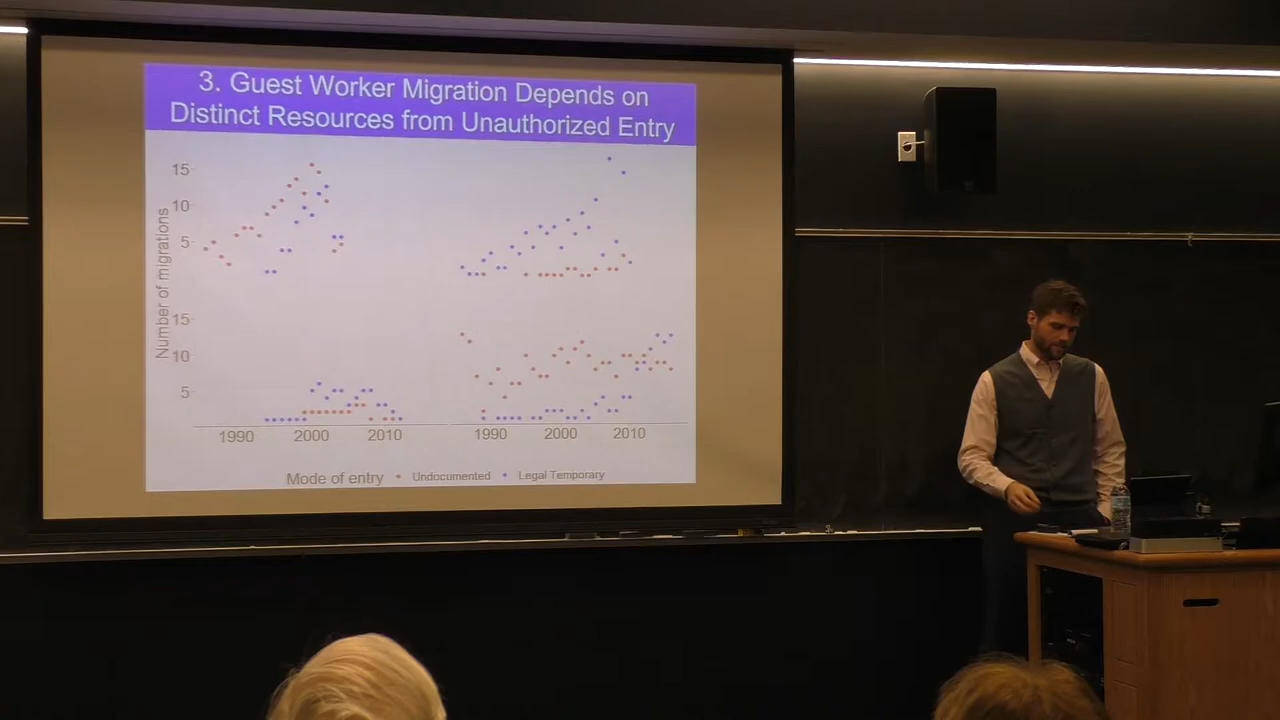 3. Guest Worker Migration Depends on
Distinct Resources from Unauthorized Entry
Number of migrations
15
10
5
15
10
5
1990 2000 2010 1990 2000 2010
Mode of entry Undocumented Legal Temporary